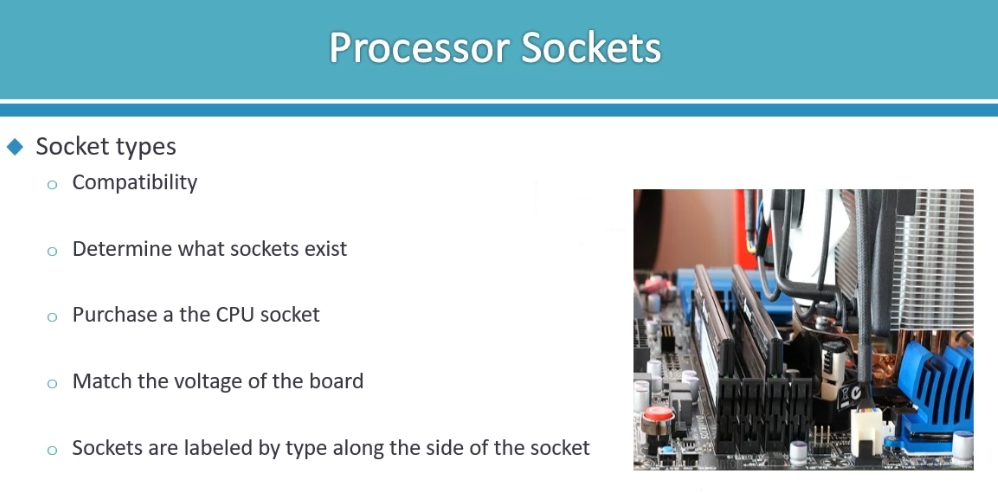 Processor Sockets
Socket types
Compatibility
Determine what sockets exist
Purchase a the CPU socket
Match the voltage of the board
Sockets are labeled by type along the side of the socket